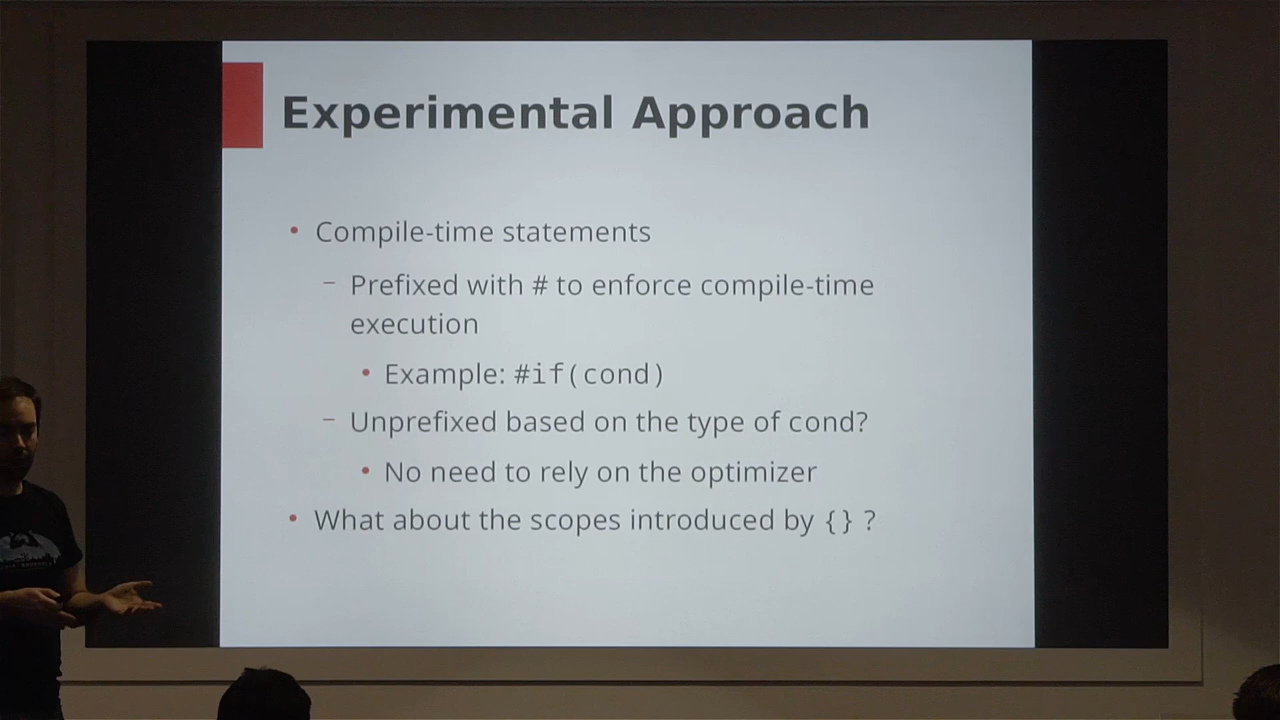 Experimental Approach
• Compile-time statements
– Prefixed with # to enforce compile-time
execution
• Example: #if(cond)
– Unprefixed based on the type of cond?
• No need to rely on the optimizer
• What about the scopes introduced by {} ?